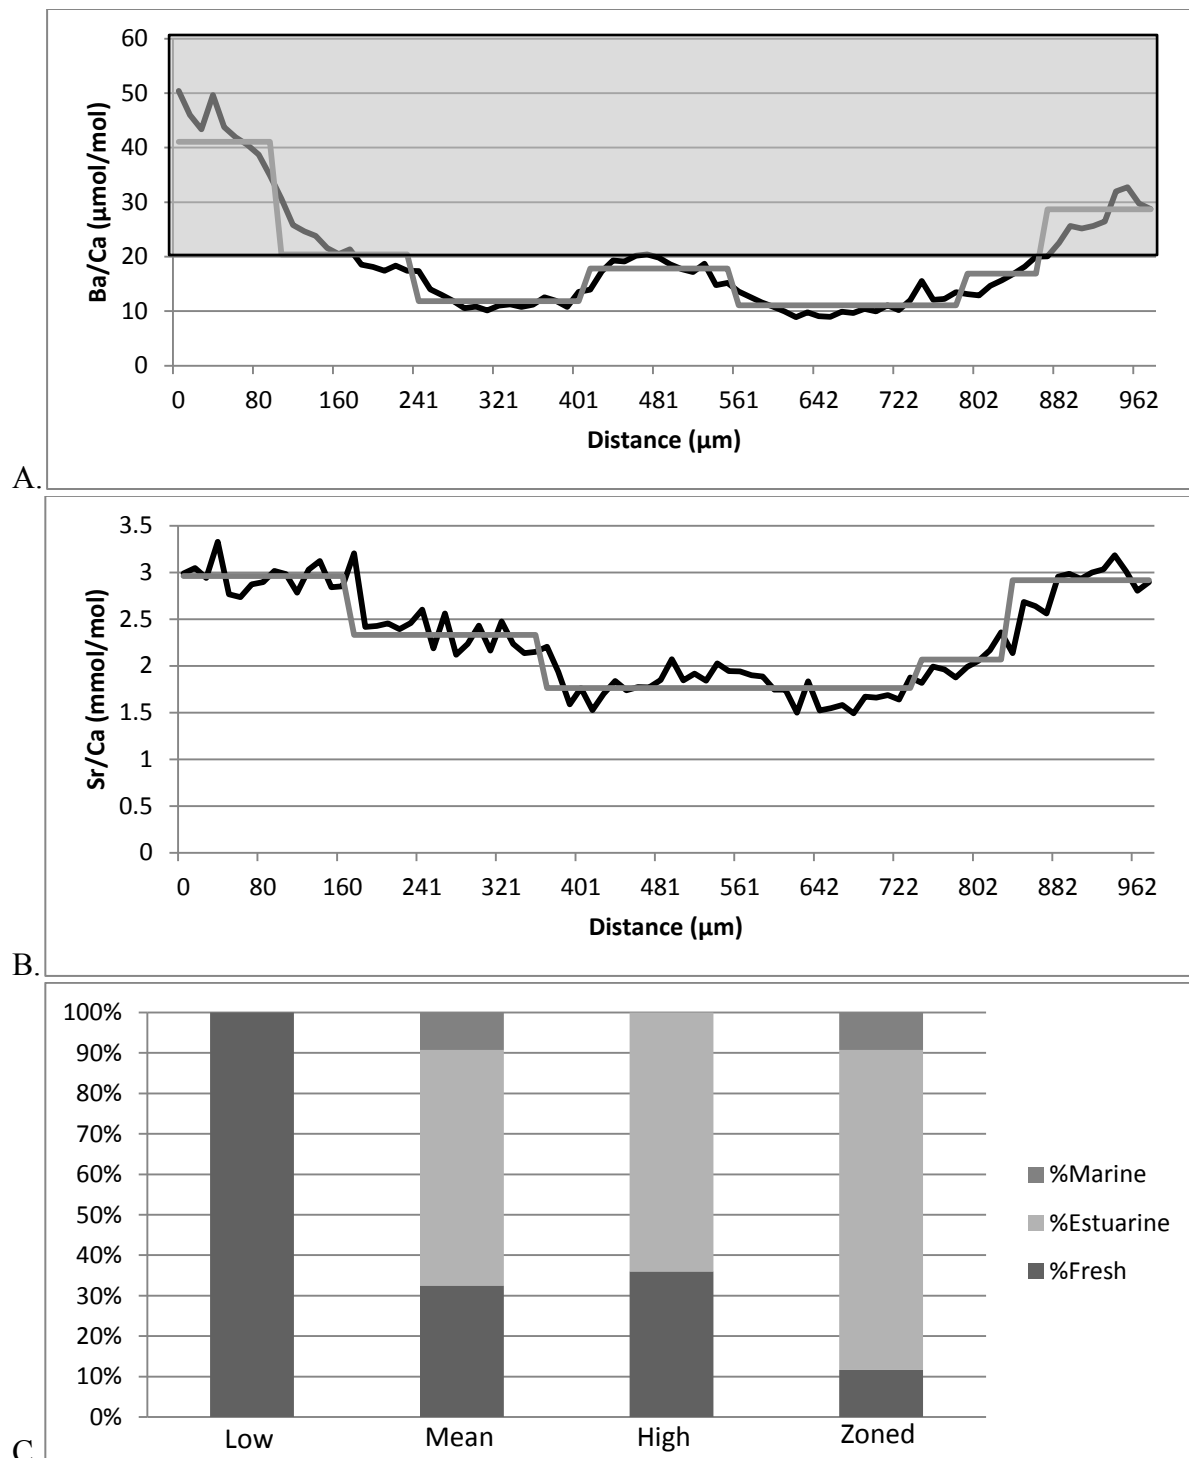 60
50
40
30
20
10
0
Ba/Ca (µmol/mol)
0 80 160 241 321 401 481 561 642 722 802 882 962
Distance (µm)
A.
3.5
3
2.5
2
1.5
1
0.5
0
Sr/Ca (mmol/mol)
0 80 160 241 321 401 481 561 642 722 802 882 962
Distance (µm)
B.
100%
90%
80%
70%
60%
50%
40%
30%
20%
10%
0%
%Marine
%Estuarine
%Fresh
Low Mean High Zoned
C